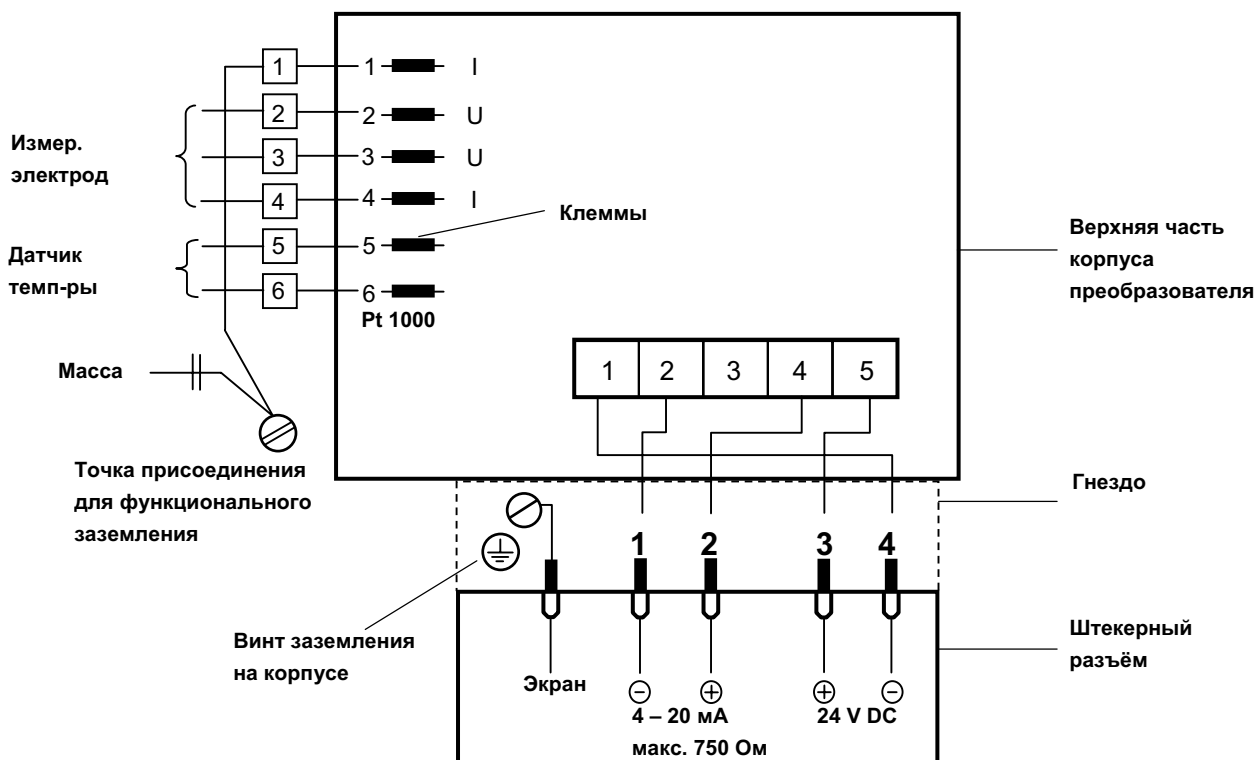 1 1 I
2 2 U
Измер.
электрод
3 3 U
4 4 I
Клеммы
Датчик
темп-ры
5 5
6 6
Pt 1000
Верхняя часть
корпуса
преобразователя
Масса
1 2 3 4 5
Точка присоединения
для функционального
заземления
Гнездо
1 2 3 4
Винт заземления
на корпусе
Штекерный
разъём
Экран
4 – 20 мА
макс. 750 Ом
24 V DC